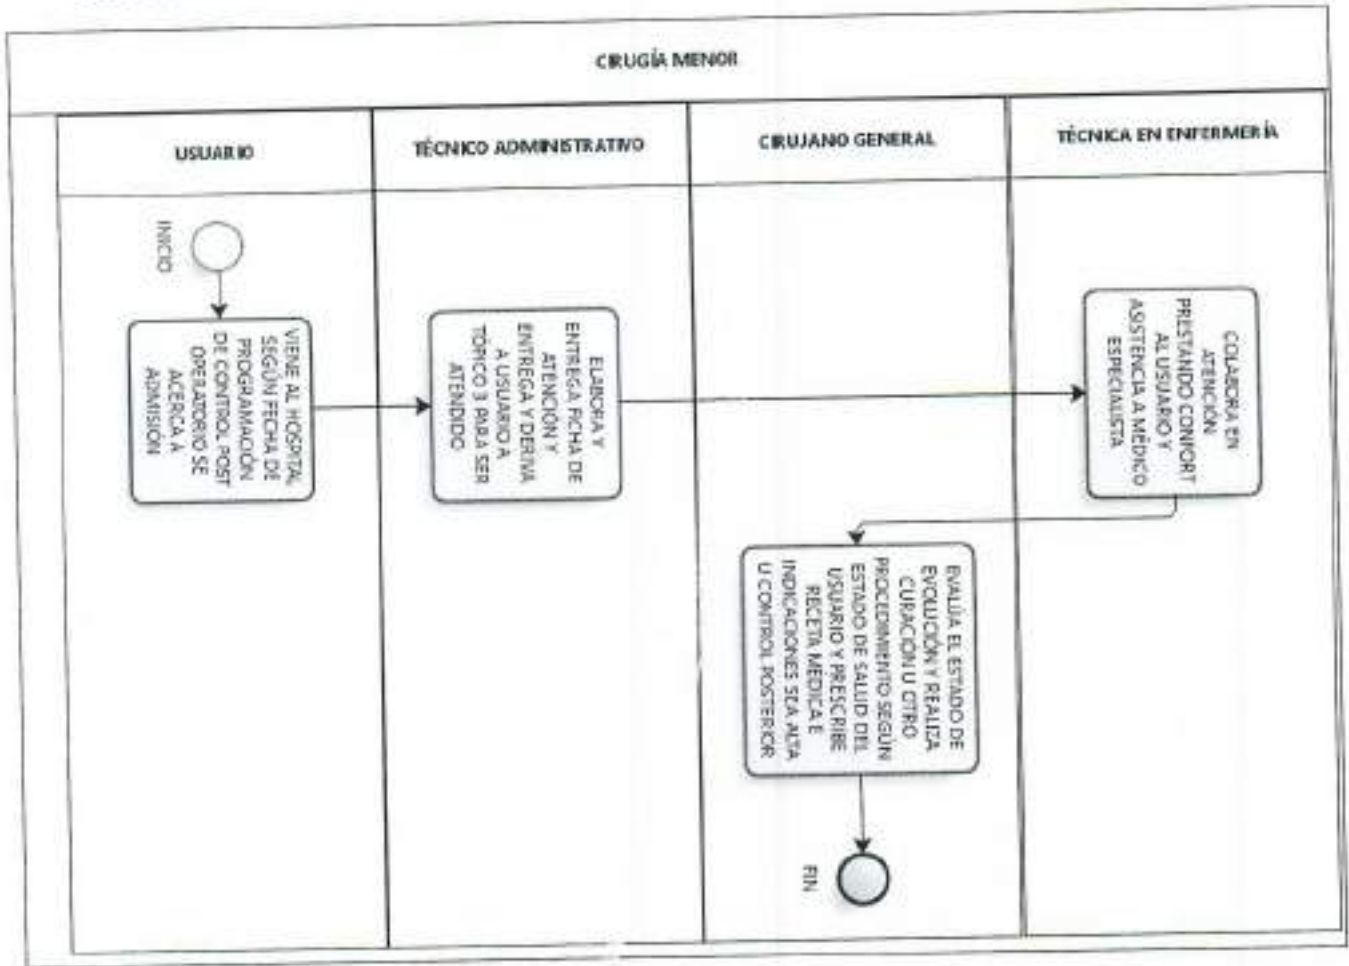 CIRUGÍA MENOR
USUARIO
TÉCNICO ADMINISTRATIVO
CIRUJANO GENERAL
TÉCNICA EN ENFERMERÍA
INICIO
VIENE AL HOSPITAL
SEGÚN FECHA DE
PROGRAMACIÓN
DE CONTROL POST
OPERATORIO SE
ACERCA A
ADMISIÓN
ELABORA Y
ENTREGA FICHA DE
ATENCIÓN Y
ENTREGA Y DERIVA
A USUARIO A
TÓPICO 3 PARA SER
ATENDIDO
COLABORA EN
ATENCIÓN
PRESTANDO CONFORT
AL USUARIO Y
ASISTENCIA A MÉDICO
ESPECIALISTA
EVALÚA EL ESTADO DE
EVOLUCIÓN Y REALIZA
CURACIÓN U OTRO
PROCEDIMIENTO SEGÚN
ESTADO DE SALUD DEL
USUARIO Y PRESCRIBE
RECETA MÉDICA E
INDICACIONES SEA ALTA
U CONTROL POSTERIOR
FIN